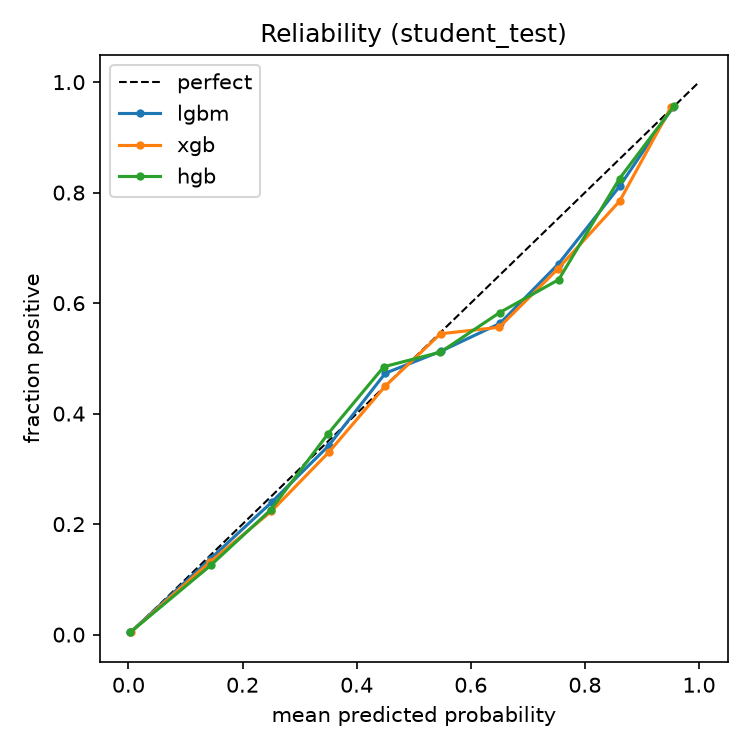 Reliability (student_test)
perfect
lgbm
xgb
hgb
1.0
0.8
0.6
0.4
0.2
0.0
fraction positive
0.0 0.2 0.4 0.6 0.8 1.0
mean predicted probability